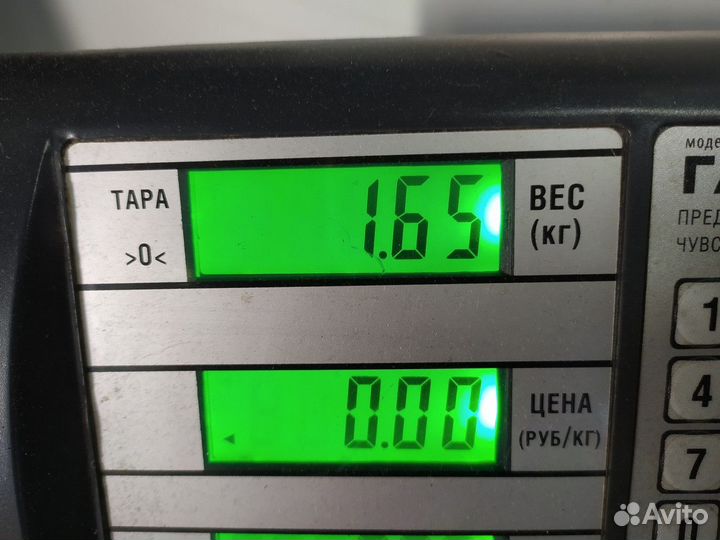 ТАРА
>0<
1.65
ВЕС
(кг)
0.00
ЦЕНА
(РУБ/КГ)
1
4
7
Avito